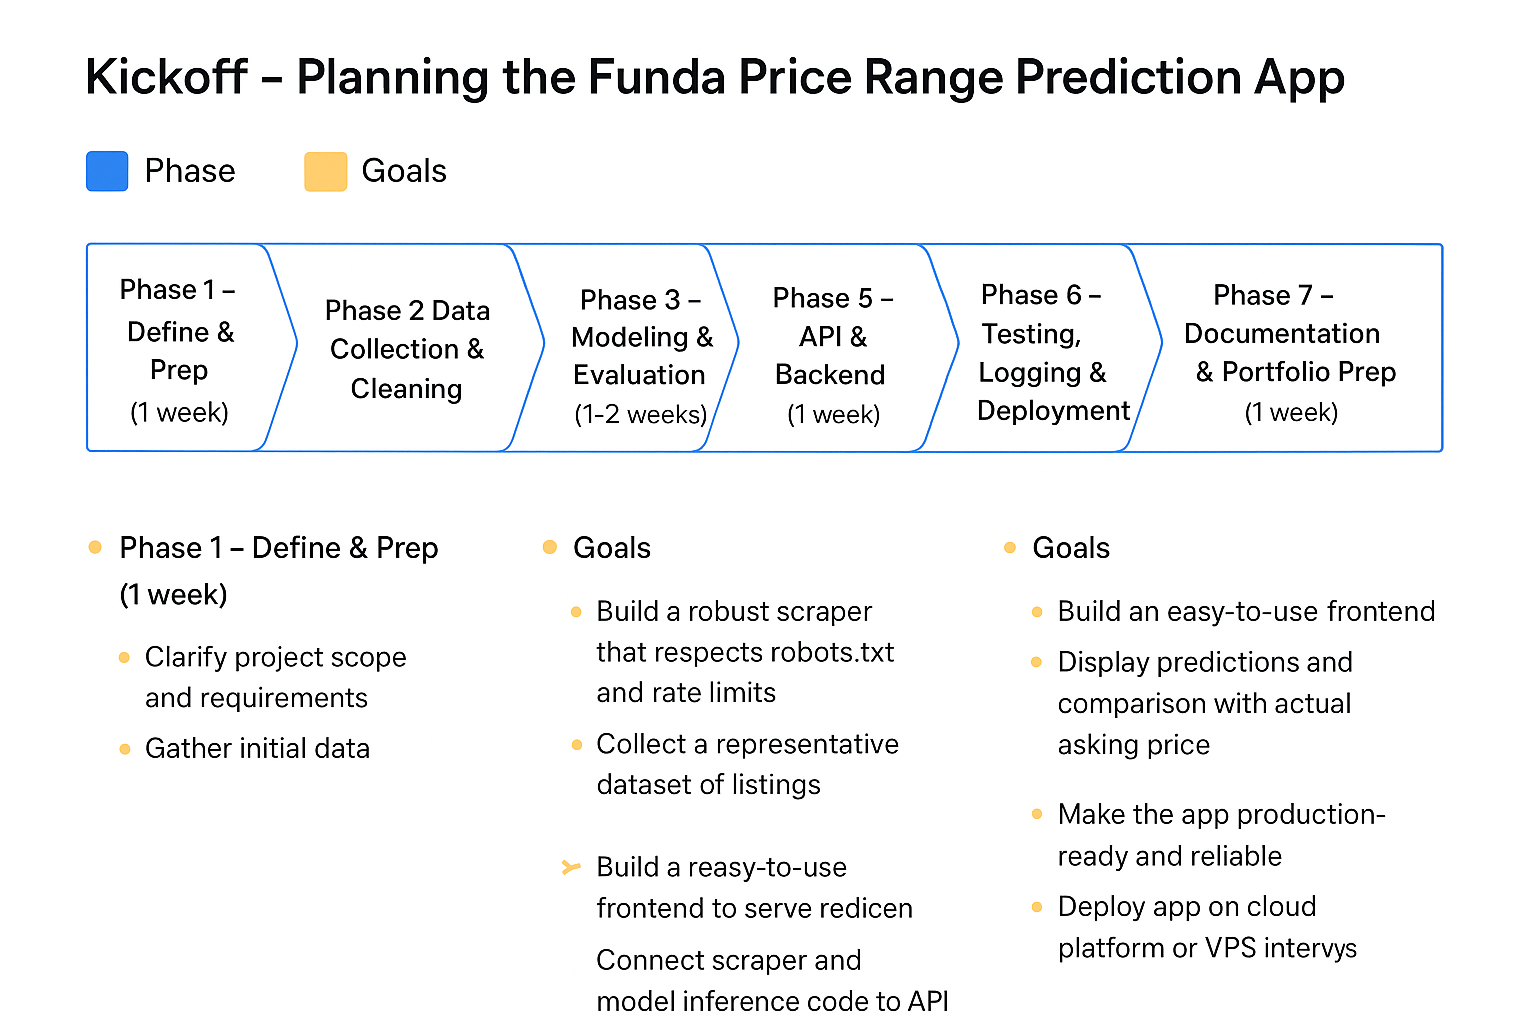 Kickoff – Planning the Funda Price Range Prediction App
Phase
Goals
Phase 1 –
Define &
Prep
(1 week)
Phase 2 Data
Collection &
Cleaning
Phase 3 –
Modeling &
Evaluation
(1-2 weeks)
Phase 5 –
API &
Backend
(1 week)
Phase 6 –
Testing,
Logging &
Deployment
Phase 7 –
Documentation
& Portfolio Prep
(1 week)
Phase 1 – Define & Prep
(1 week)
Clarify project scope
and requirements
Gather initial data
Goals
Build a robust scraper
that respects robots.txt
and rate limits
Collect a representative
dataset of listings
Build a reasy-to-use
frontend to serve redicen
Connect scraper and
model inference code to API
Goals
Build an easy-to-use frontend
Display predictions and
comparison with actual
asking price
Make the app production-
ready and reliable
Deploy app on cloud
platform or VPS intervys